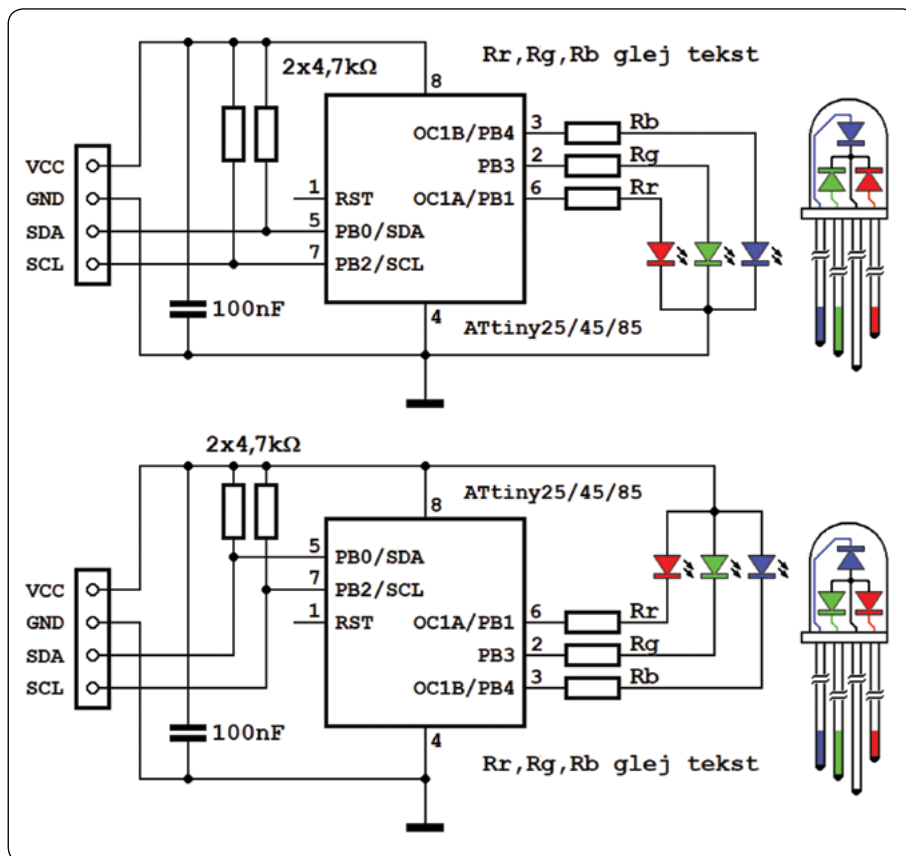 2x4,7kΩ
Rr,Rg,Rb glej tekst
8
VCC
GND
SDA
SCL
1 RST
5 PB0/SDA
7 PB2/SCL
OC1B/PB4 3 Rb
PB3 2 Rg
OC1A/PB1 6 Rr
100nF
4
ATtiny25/45/85
2x4,7kΩ
ATtiny25/45/85
8
VCC
GND
SDA
SCL
5 PB0/SDA
7 PB2/SCL
1 RST
OC1A/PB1 6 Rr
PB3 2 Rg
OC1B/PB4 3 Rb
100nF
4
Rr,Rg,Rb glej tekst